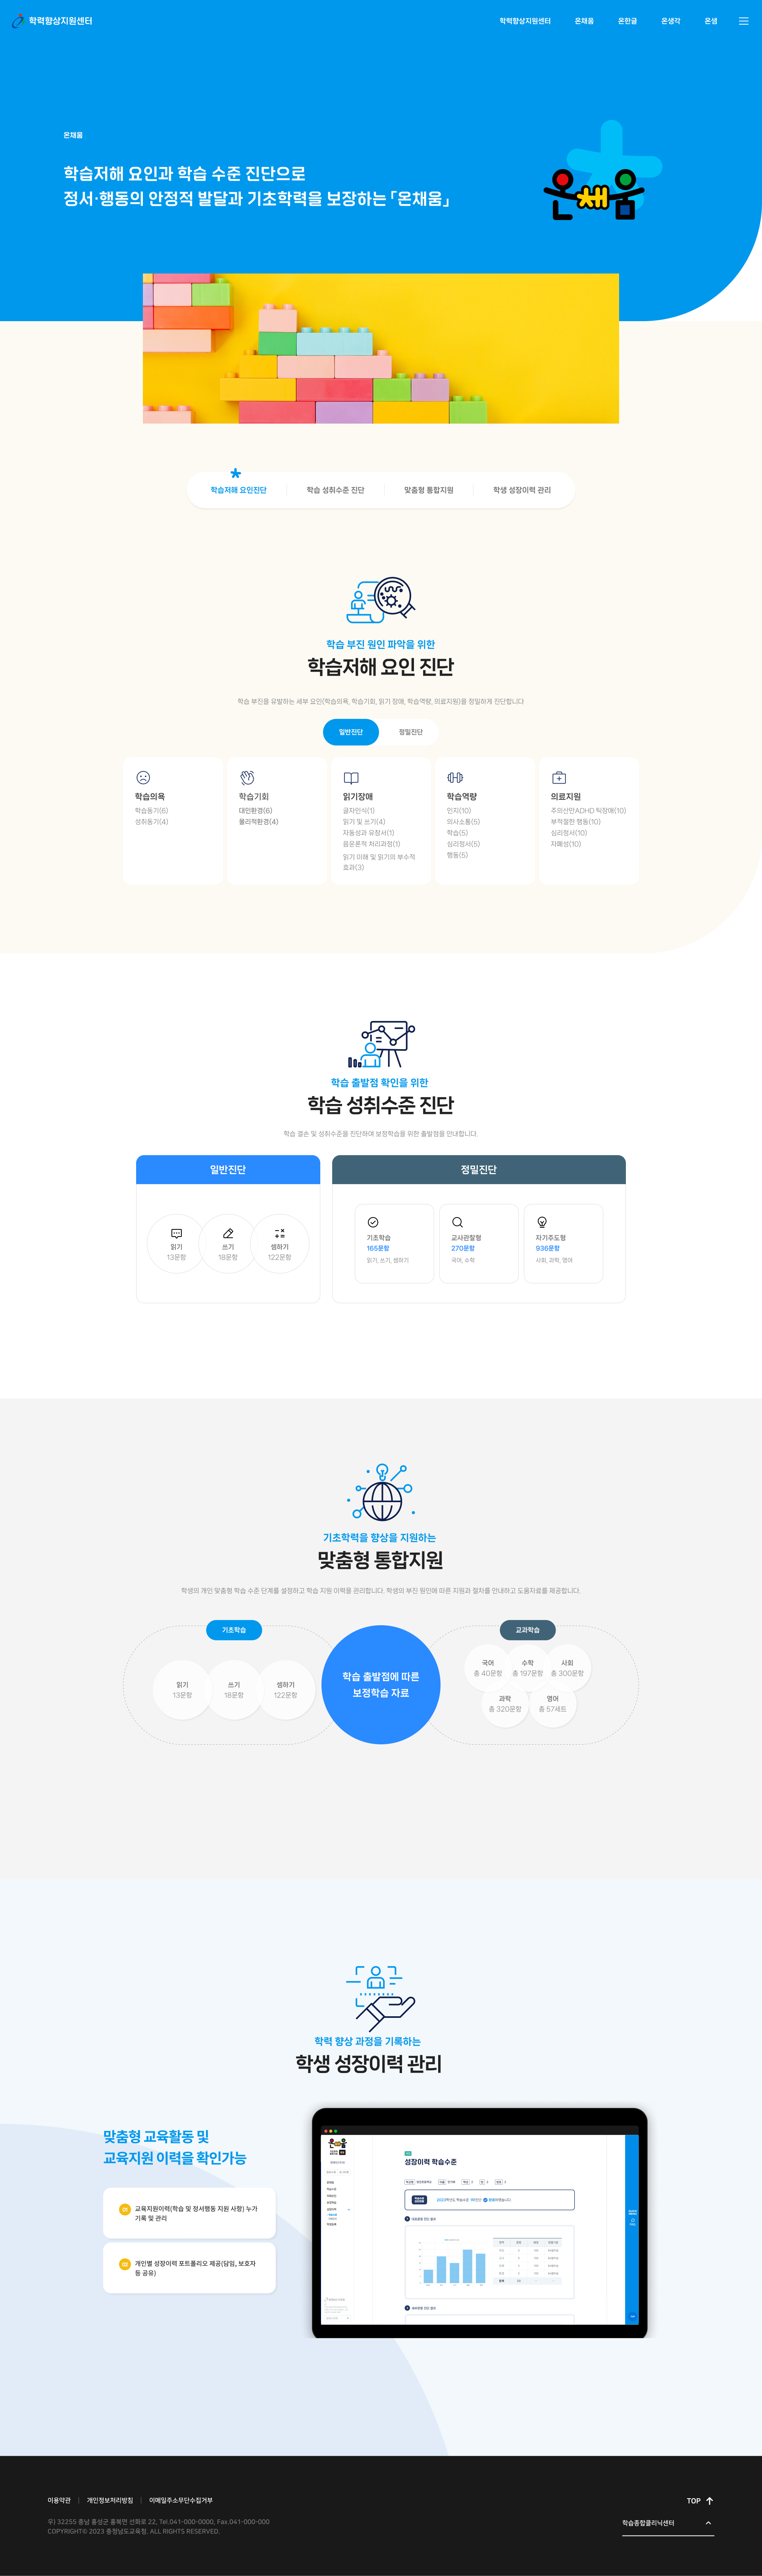 학력향상지원센터
학력향상지원센터 온채움 온한글 온생각 온샘
온채움
학습저해 요인과 학습 수준 진단으로
정서·행동의 안정적 발달과 기초학력을 보장하는 「온채움」
온채움
학습저해 요인진단 학습 성취수준 진단 맞춤형 통합지원 학생 성장이력 관리
학습 부진 원인 파악을 위한
학습저해 요인 진단
학습 부진을 유발하는 세부 요인(학습의욕, 학습기회, 읽기 장애, 학습역량, 의료지원)을 정밀하게 진단합니다
일반진단 정밀진단
학습의욕
학습동기(6)
성취동기(4)
학습기회
대인환경(6)
물리적환경(4)
읽기장애
글자인식(1)
읽기 및 쓰기(4)
자동성과 유창서(1)
음운론적 처리과정(1)
읽기 이해 및 읽기의 부수적
효과(3)
학습역량
인지(10)
의사소통(5)
학습(5)
심리정서(5)
행동(5)
의료지원
주의산만ADHD 틱장애(10)
부적절한 행동(10)
심리정서(10)
자폐성(10)
학습 출발점 확인을 위한
학습 성취수준 진단
학습 결손 및 성취수준을 진단하여 보정학습을 위한 출발점을 안내합니다.
일반진단
읽기
13문항
쓰기
18문항
셈하기
122문항
정밀진단
기초학습
165문항
읽기, 쓰기, 셈하기
교사관찰형
270문항
국어, 수학
자기주도형
936문항
사회, 과학, 영어
기초학력을 향상을 지원하는
맞춤형 통합지원
학생의 개인 맞춤형 학습 수준 단계를 설정하고 학습 지원 이력을 관리합니다. 학생의 부진 원인에 따른 지원과 절차를 안내하고 도움자료를 제공합니다.
기초학습
읽기
13문항
쓰기
18문항
셈하기
122문항
학습 출발점에 따른
보정학습 자료
교과학습
국어
총 40문항
수학
총 197문항
사회
총 300문항
과학
총 320문항
영어
총 57세트
학력 향상 과정을 기록하는
학생 성장이력 관리
맞춤형 교육활동 및
교육지원 이력을 확인가능
01 교육지원이력(학습 및 정서행동 지원 사항) 누가
기록 및 관리
02 개인별 성장이력 포트폴리오 제공(담임, 보호자
등 공유)
온채움
성장이력 학습수준
이용약관 개인정보처리방침 이메일주소무단수집거부
우) 32255 충남 홍성군 홍북면 선화로 22, Tel.041-000-0000, Fax.041-000-000
COPYRIGHT© 2023 충청남도교육청. ALL RIGHTS RESERVED.
TOP
학습종합클리닉센터